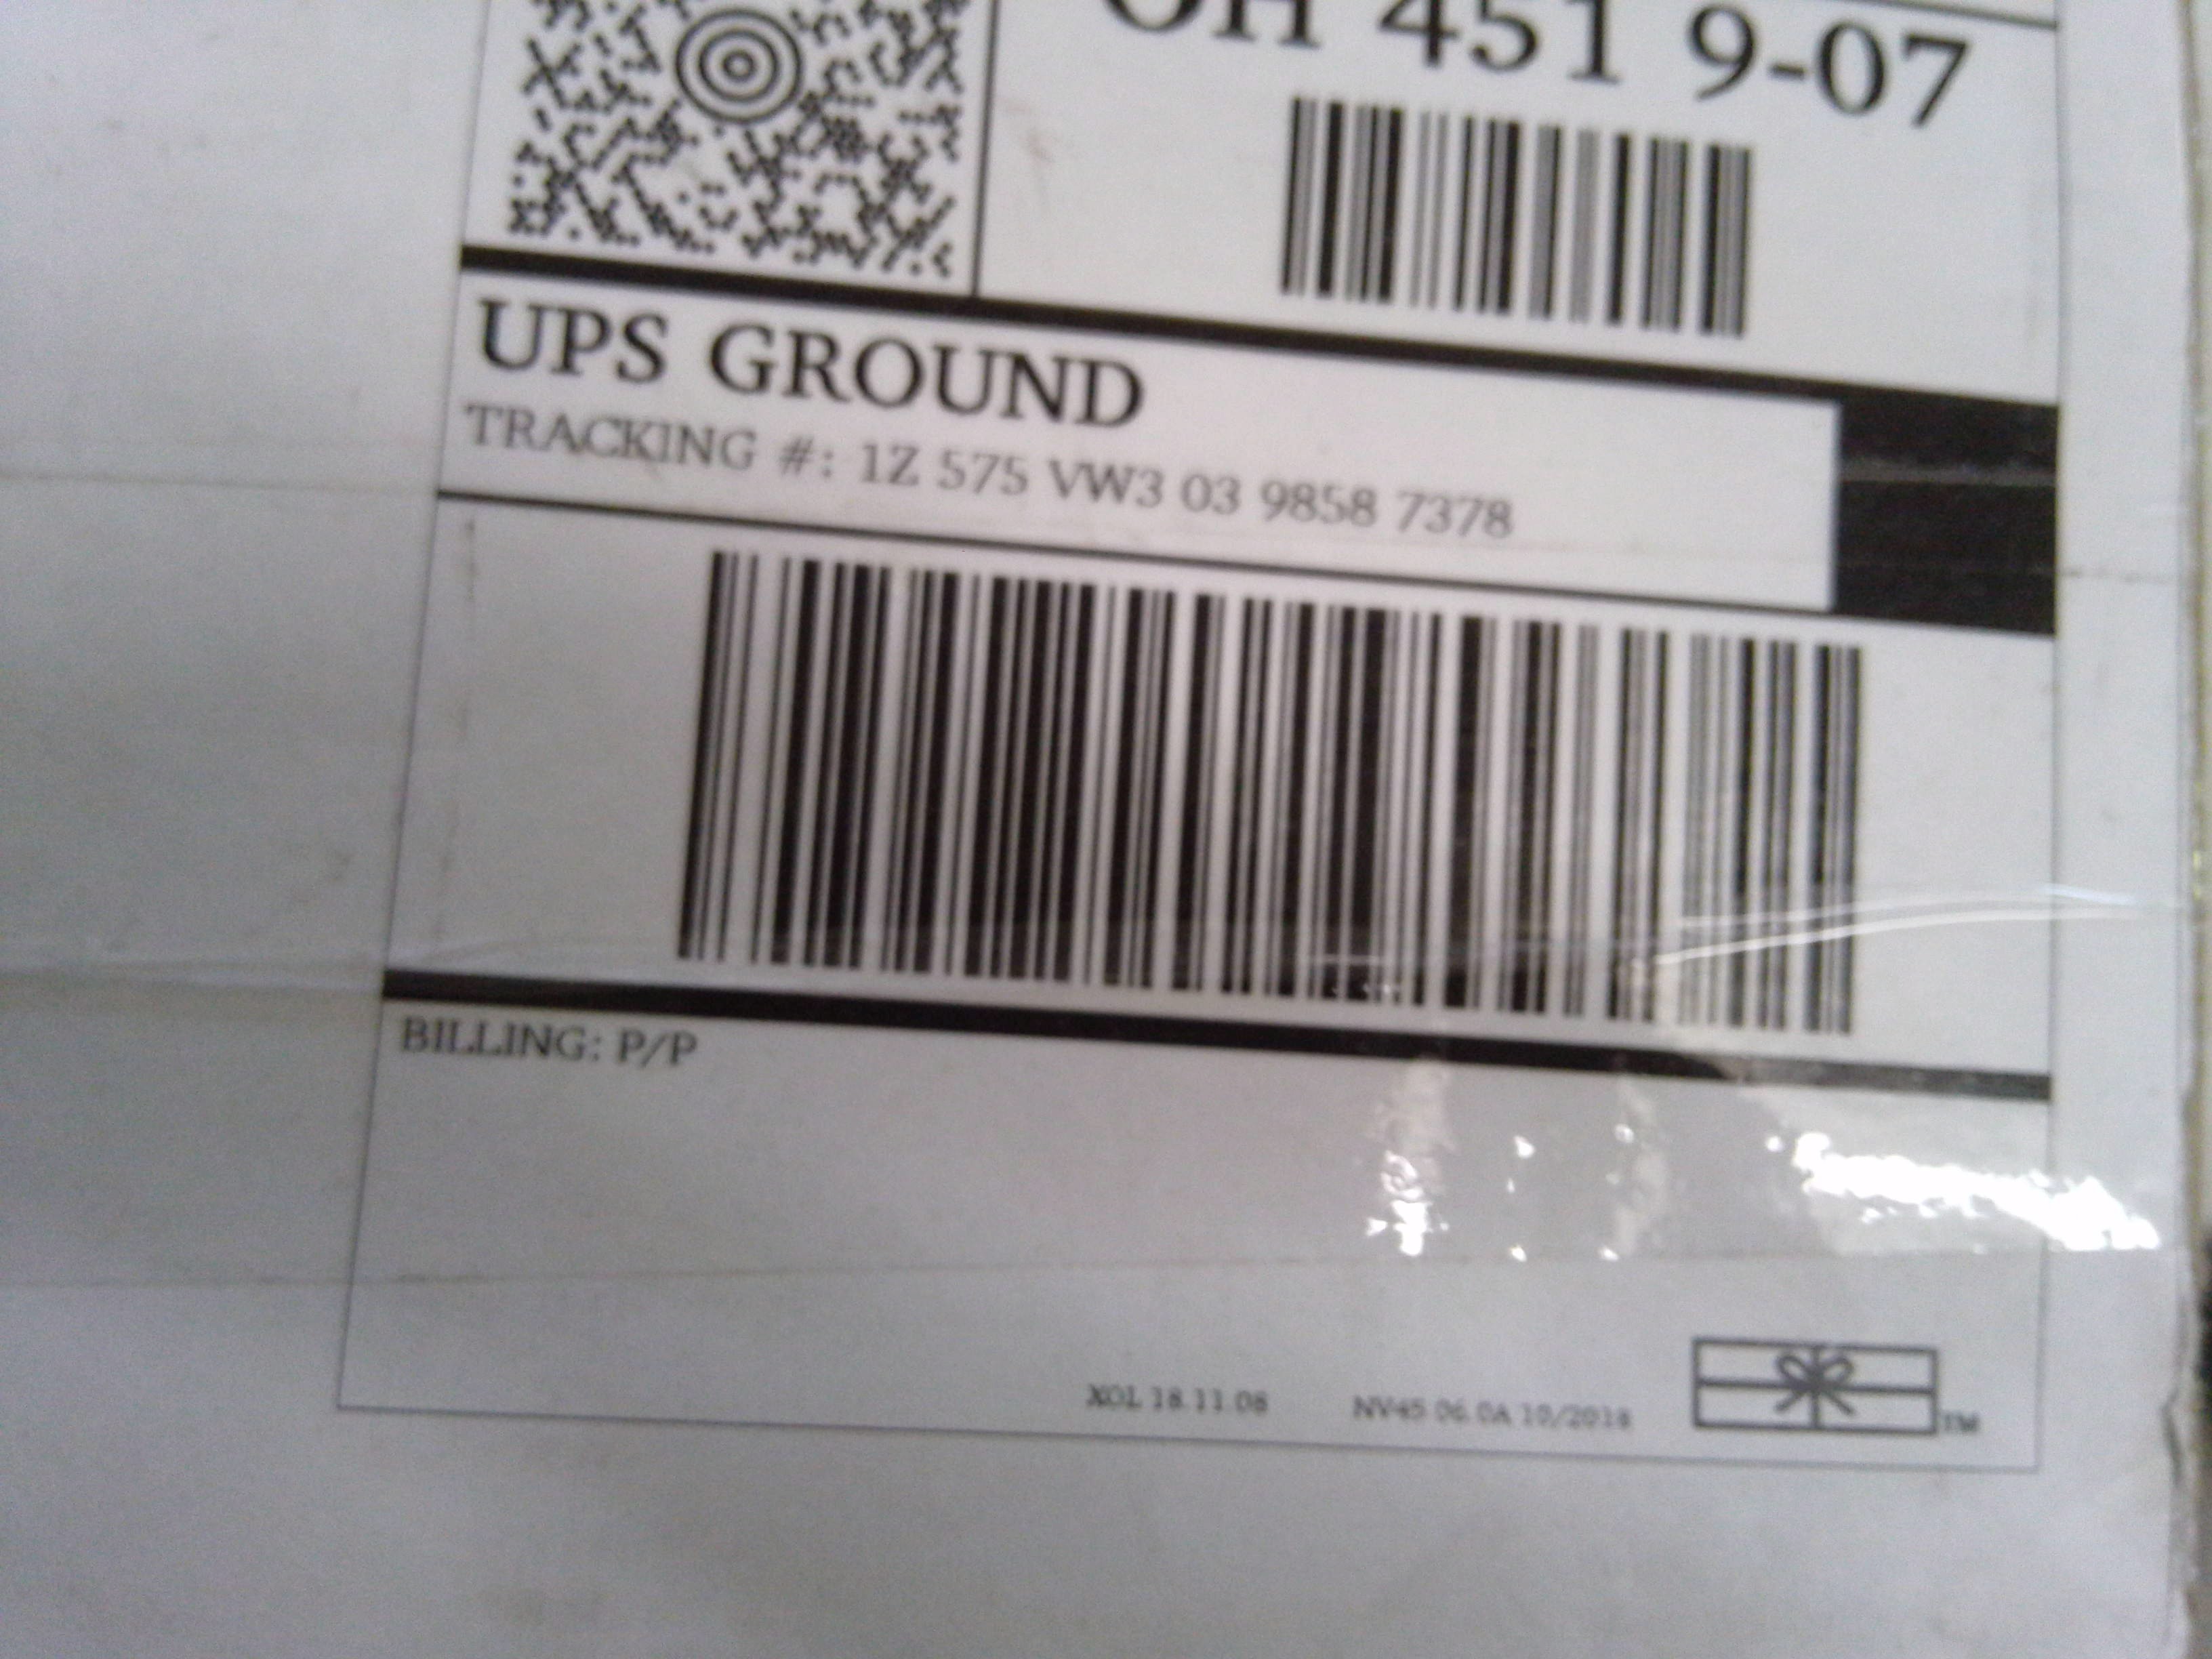 OH 451 9-07
UPS GROUND
TRACKING #: 1Z 575 VW3 03 9858 7378
BILLING: P/P
XOL 18.11.08 NV45 06.0A 10/2018
TM